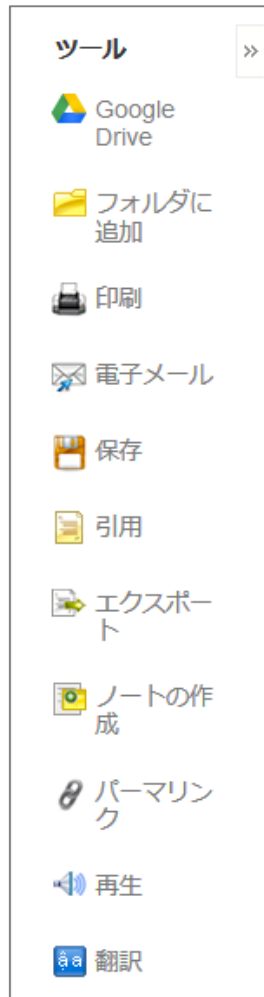 ツール
»
Google
Drive
フォルダに
追加
印刷
電子メール
保存
引用
エクスポー
ト
ノートの作
成
パーマリン
ク
再生
あa 翻訳